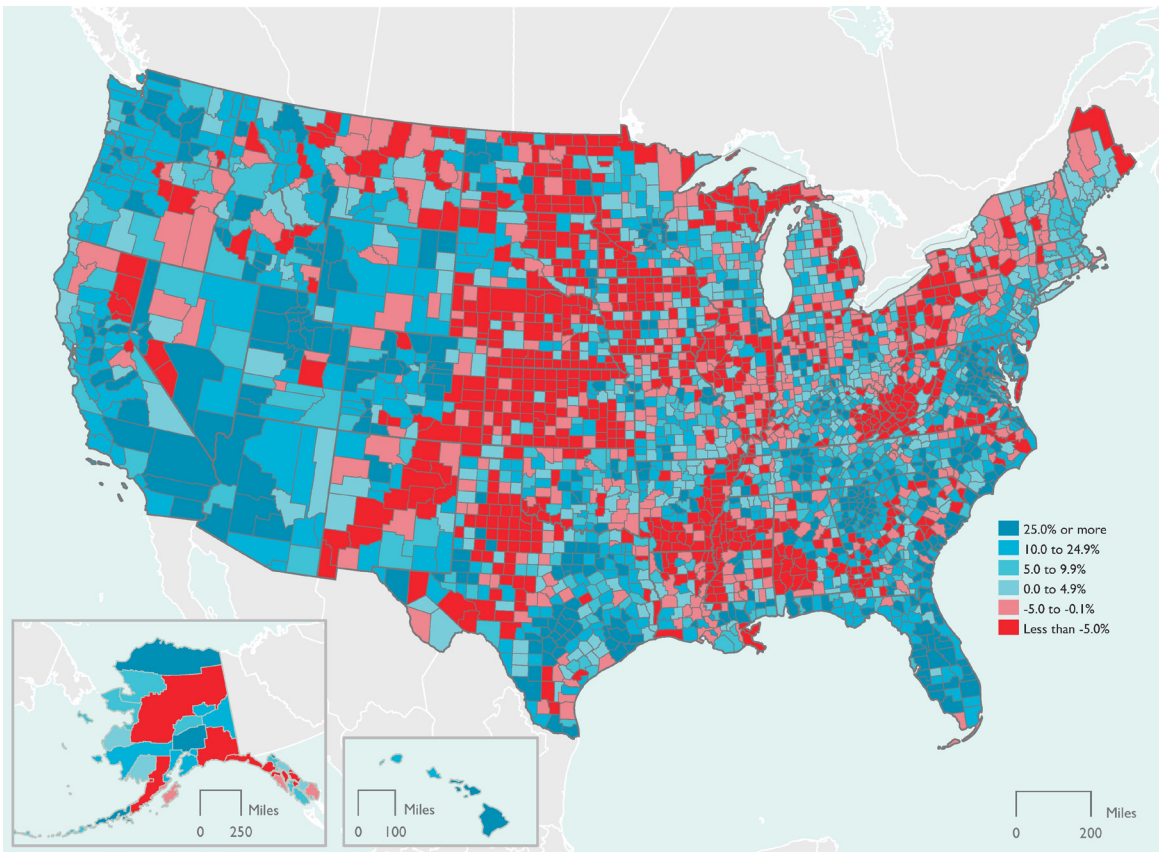 25.0% or more
10.0 to 24.9%
5.0 to 9.9%
0.0 to 4.9%
-5.0 to -0.1%
Less than -5.0%
Miles
0 250
Miles
0 100
Miles
0 200